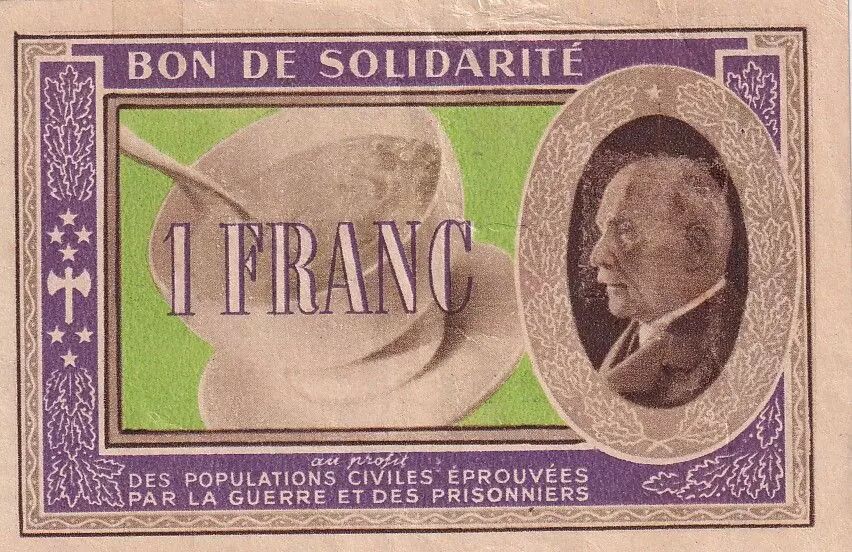 BON DE SOLIDARITÉ
1 FRANC
au profit
DES POPULATIONS CIVILES ÉPROUVÉES
PAR LA GUERRE ET DES PRISONNIERS